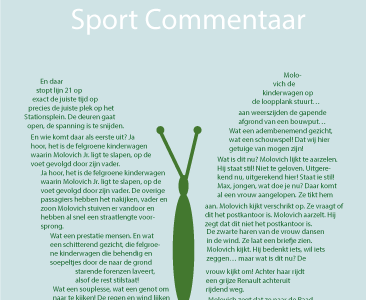 Sport Commentaar
En daar
stopt lijn 21 op
exact de juiste tijd op
precies de juiste plek op het
Stationsplein. De deuren gaat
open, de spanning is te snijden.
En wie komt daar als eerste uit? Ja
hoor, het is de felgroene kinderwagen
waarin Molovich Jr. ligt te slapen, op de
voet gevolgd door zijn vader.
Ja hoor, het is de felgroene kinderwagen
waarin Molovich Jr. ligt te slapen, op de
voet gevolgd door zijn vader. De overige
passagiers hebben het nakijken, vader en
zoon Molovich stuiven er vandoor en
hebben al snel een straatlengte voor-
sprong.
Wat een prestatie mensen. En wat
een schitterend gezicht, die felgroe-
ne kinderwagen die behendig en
soepeltjes door de naar de grond
starende forenzen laveert,
alsof de rest stilstaat!
Wat een souplesse, wat een genot om
naar te kijken! De regen en wind lijken
Molo-
vich de
kinderwagen op
de loopplank stuurt…
aan weerszijden de gapende
afgrond van een bouwput…
Wat een adembenemend gezicht,
wat een schouwspel! Dat wij hier
getuige van mogen zijn!
Wat is dit nu? Molovich lijkt te aarzelen.
Hij staat stil! Niet te geloven. Uitgere-
kend nu, uitgerekend hier! Staat ie stil!
Max, jongen, wat doe je nu? Daar komt
al een vrouw aangelopen. Ze tikt hem
aan. Molovich kijkt verschrikt op. Ze vraagt of
dit het postkantoor is. Molovich aarzelt. Hij
zegt dat dit niet het postkantoor is.
De zwarte haren van de vrouw dansen
in de wind. Ze laat een briefje zien.
Molovich kijkt. Hij bedenkt iets, wil iets
zeggen… maar wat is dit nu? De
vrouw kijkt om! Achter haar rijdt
een grijze Renault achteruit
rijdend weg.
Molovich zegt dat ze naar de Raad